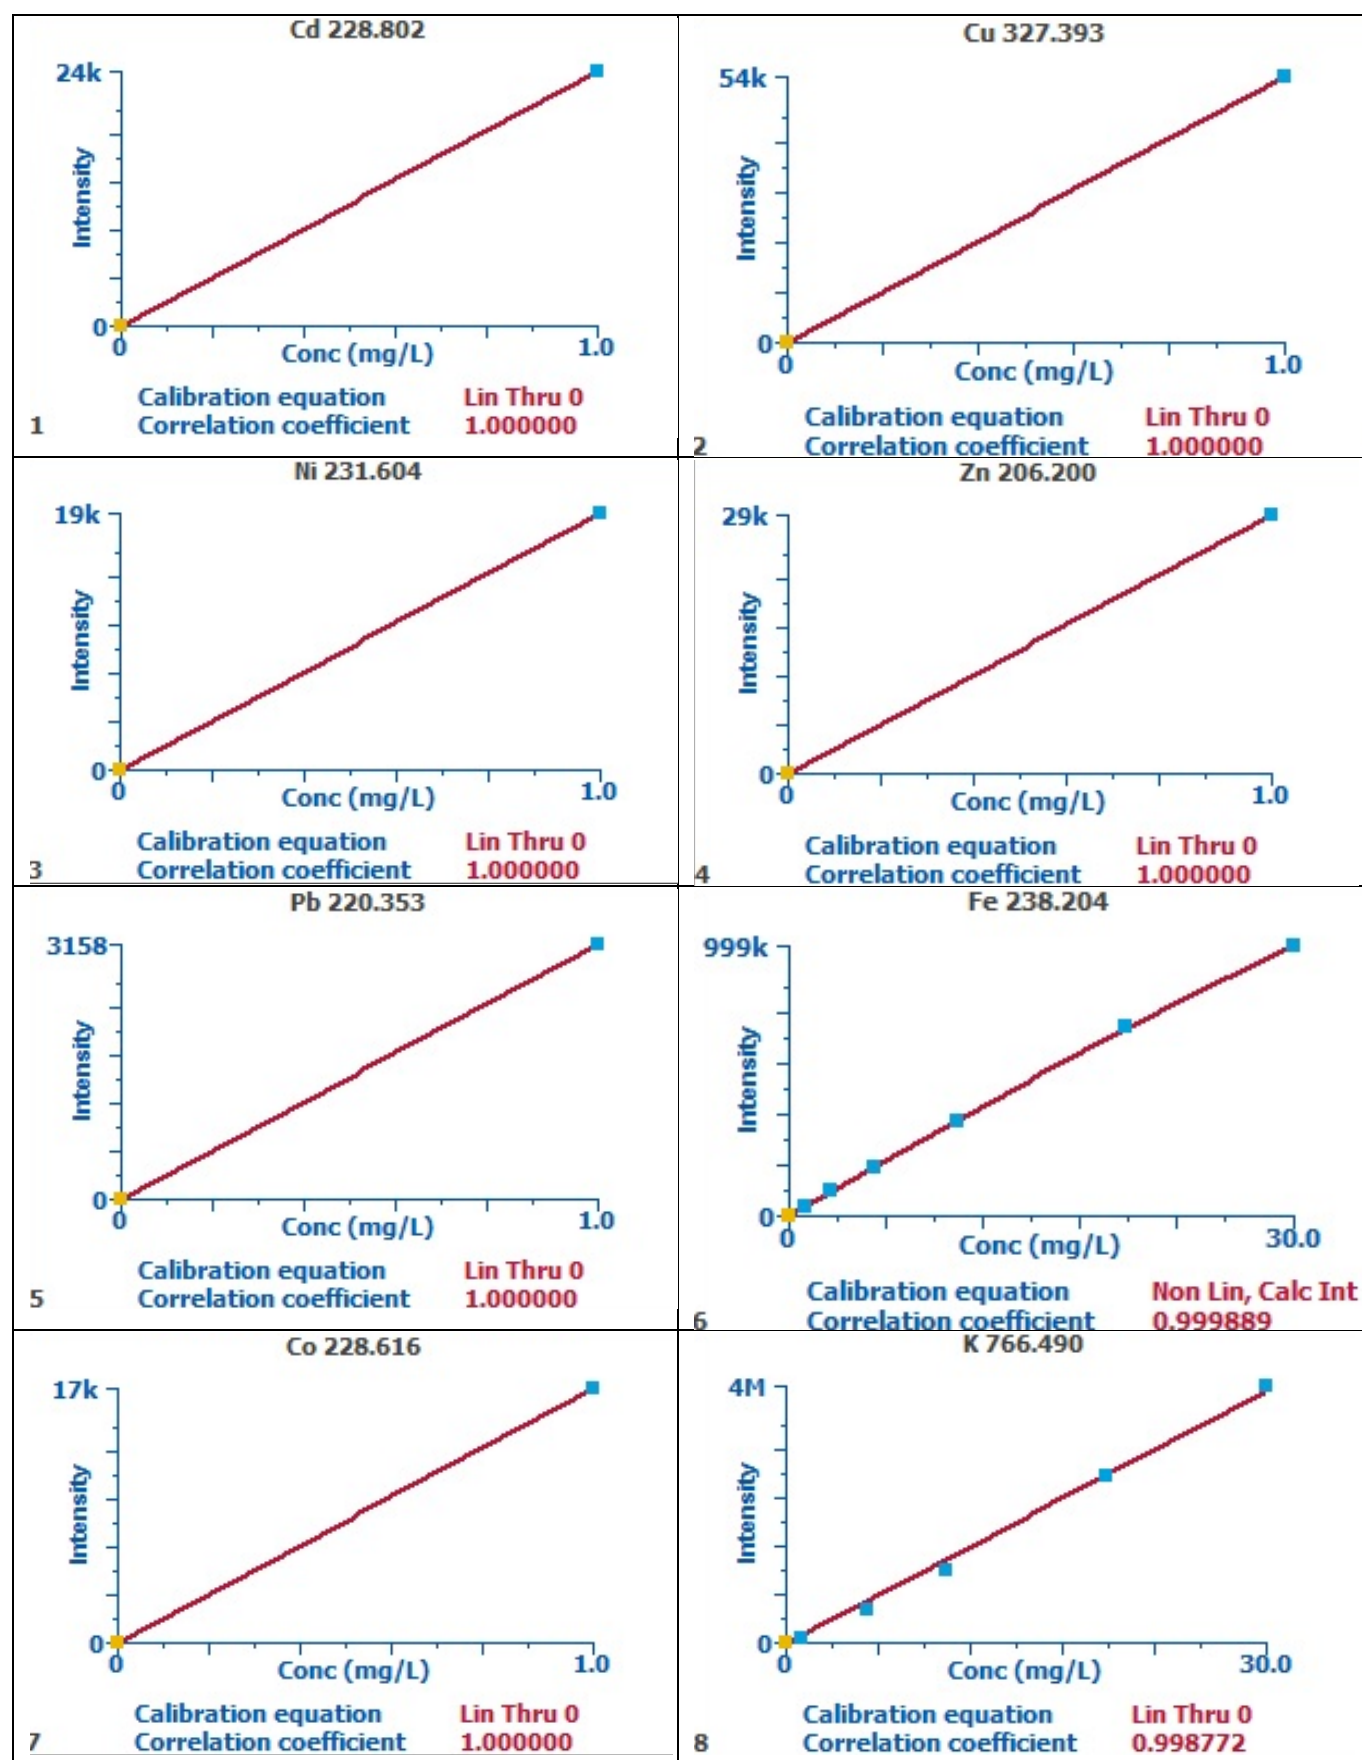 Cd 228.802
24k
Intensity
0
0
Conc (mg/L)
1.0
Calibration equation Lin Thru 0
1 Correlation coefficient 1.000000
Cu 327.393
54k
Intensity
0
0
Conc (mg/L)
1.0
Calibration equation Lin Thru 0
2 Correlation coefficient 1.000000
Ni 231.604
19k
Intensity
0
0
Conc (mg/L)
1.0
Calibration equation Lin Thru 0
3 Correlation coefficient 1.000000
Zn 206.200
29k
Intensity
0
0
Conc (mg/L)
1.0
Calibration equation Lin Thru 0
4 Correlation coefficient 1.000000
Pb 220.353
3158
Intensity
0
0
Conc (mg/L)
1.0
Calibration equation Lin Thru 0
5 Correlation coefficient 1.000000
Fe 238.204
999k
Intensity
0
0
Conc (mg/L)
30.0
Calibration equation Non Lin, Calc Int
6 Correlation coefficient 0.999889
Co 228.616
17k
Intensity
0
0
Conc (mg/L)
1.0
Calibration equation Lin Thru 0
7 Correlation coefficient 1.000000
K 766.490
4M
Intensity
0
0
Conc (mg/L)
30.0
Calibration equation Lin Thru 0
8 Correlation coefficient 0.998772